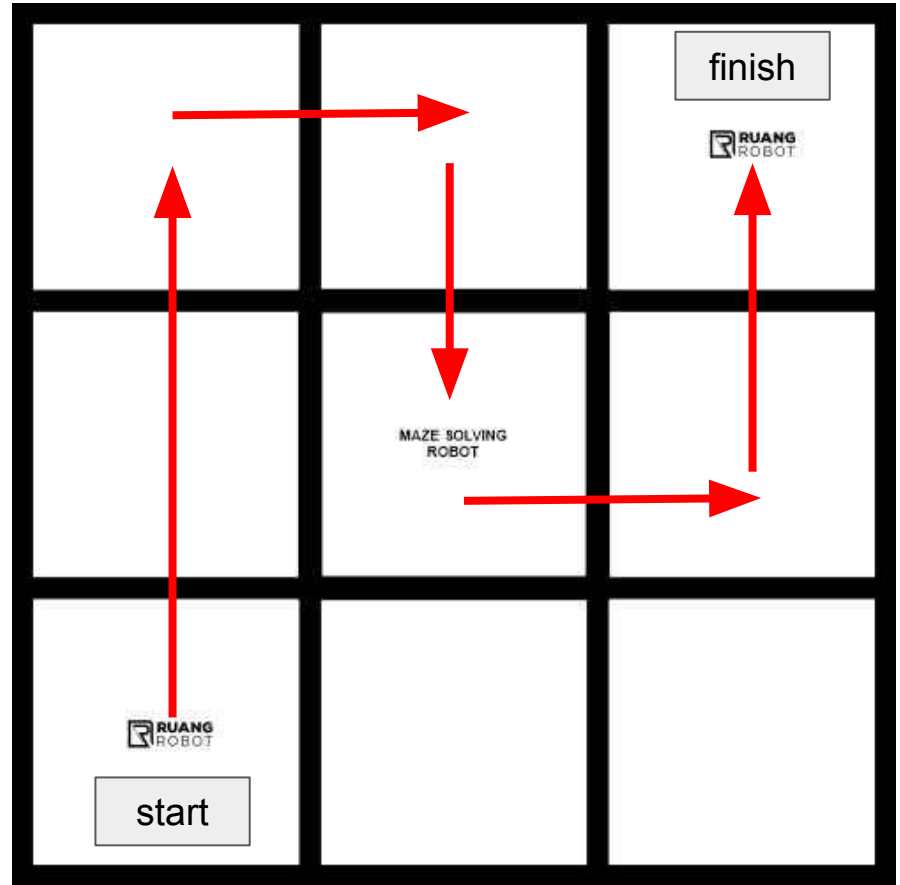 finish
RUANG
ROBOT
MAZE SOLVING
ROBOT
RUANG
ROBOT
start